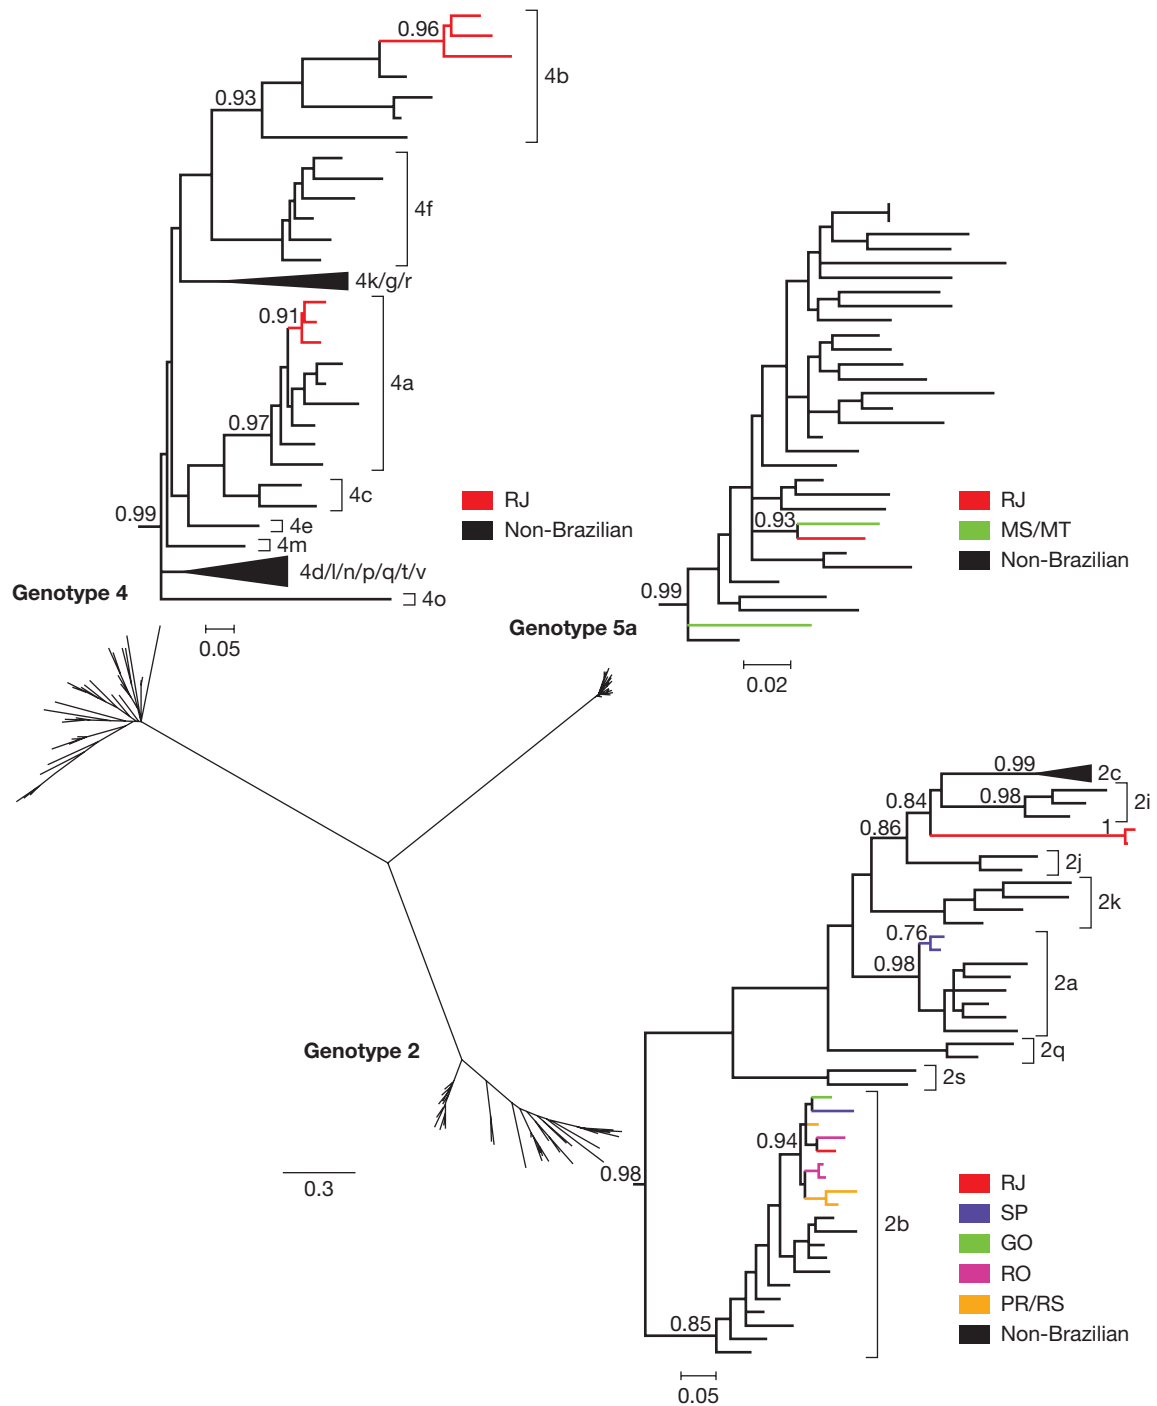 0.96
4b
0.93
4f
4k/g/r
0.91
4a
0.97
4c
0.99
4e
4m
4d/l/n/p/q/t/v
4o
Genotype 4
0.05
RJ
Non-Brazilian
0.93
0.99
Genotype 5a
0.02
RJ
MS/MT
Non-Brazilian
0.99
2c
0.84
0.98
2i
0.86
1
2j
2k
0.76
0.98
2a
2q
2s
Genotype 2
0.3
0.98
0.94
2b
0.85
0.05
RJ
SP
GO
RO
PR/RS
Non-Brazilian